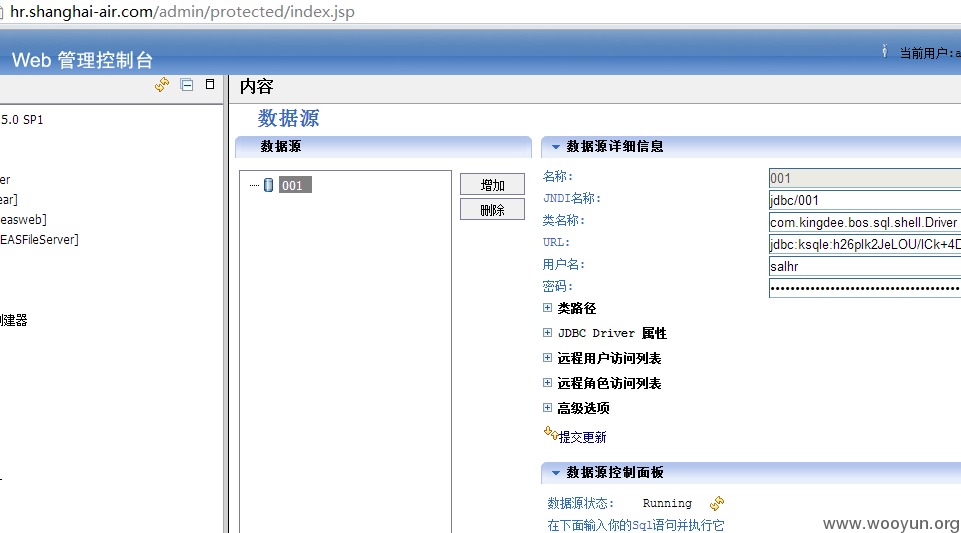 hr.shanghai-air.com/admin/protected/index.jsp
Web 管理控制台
当前用户:a
内容
5.0 SP1
数据源
数据源
数据源详细信息
er
ear]
easweb]
EASFileServer]
创建器
001
增加
删除
名称:
001
JNDI名称:
jdbc/001
类名称:
com.kingdee.bos.sql.shell.Driver
URL:
jdbc:ksqle:h26plk2JeLOU/ICk+4D
用户名:
salhr
密码:
类路径
JDBC Driver 属性
远程用户访问列表
远程角色访问列表
高级选项
提交更新
数据源控制面板
数据源状态:
Running
在下面输入你的Sql语句并执行它
www.wooyun.org